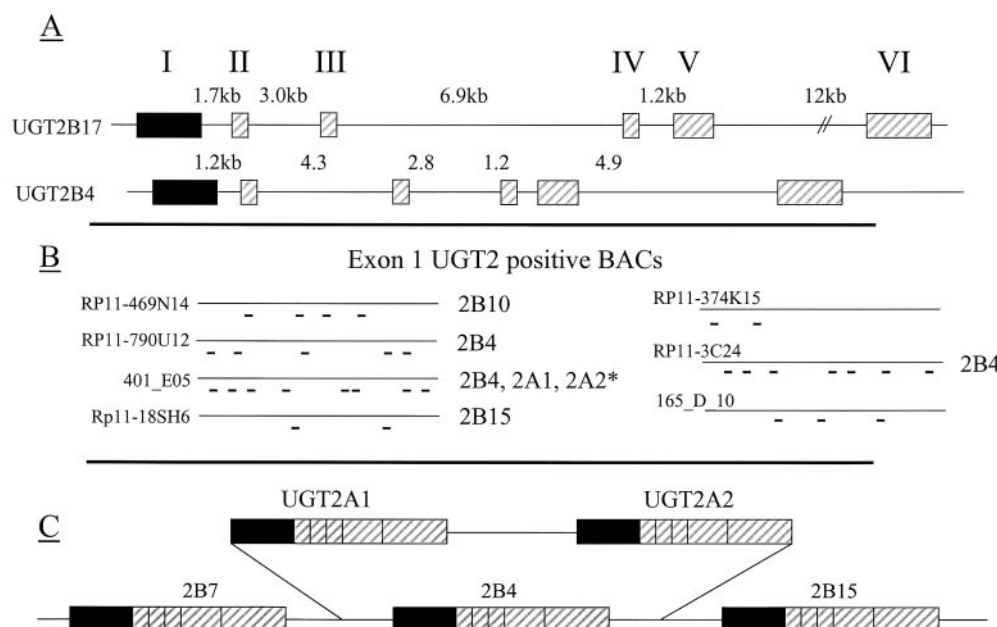 A
I II III IV V VI
1.7kb 3.0kb 6.9kb 1.2kb 12kb
UGT2B17
1.2kb 4.3 2.8 1.2 4.9
UGT2B4
B
Exon 1 UGT2 positive BACs
RP11-469N14 2B10
RP11-790U12 2B4
401_E05 2B4, 2A1, 2A2*
Rp11-18SH6 2B15
RP11-374K15
RP11-3C24 2B4
165_D_10
C
UGT2A1 UGT2A2
2B7 2B4 2B15